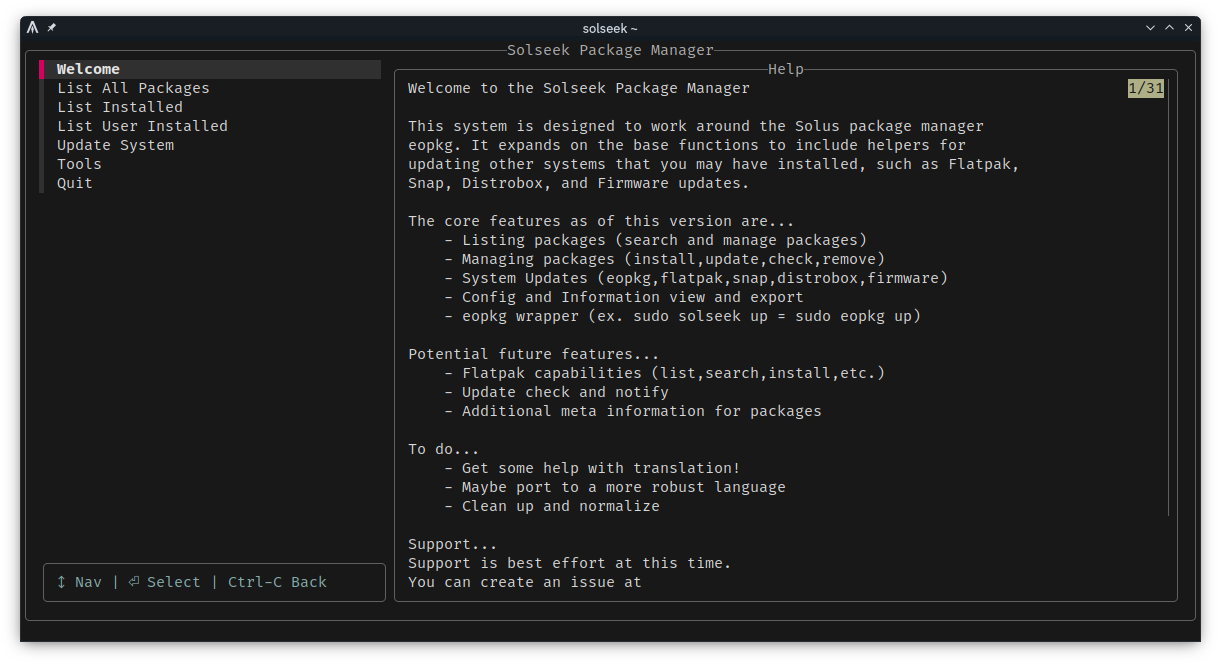 solseek ~
Solseek Package Manager
Welcome
List All Packages
List Installed
List User Installed
Update System
Tools
Quit
↕ Nav | ⏎ Select | Ctrl-C Back
Help
1/31
Welcome to the Solseek Package Manager
This system is designed to work around the Solus package manager
eopkg. It expands on the base functions to include helpers for
updating other systems that you may have installed, such as Flatpak,
Snap, Distrobox, and Firmware updates.
The core features as of this version are...
- Listing packages (search and manage packages)
- Managing packages (install,update,check,remove)
- System Updates (eopkg,flatpak,snap,distrobox,firmware)
- Config and Information view and export
- eopkg wrapper (ex. sudo solseek up = sudo eopkg up)
Potential future features...
- Flatpak capabilities (list,search,install,etc.)
- Update check and notify
- Additional meta information for packages
To do...
- Get some help with translation!
- Maybe port to a more robust language
- Clean up and normalize
Support...
Support is best effort at this time.
You can create an issue at